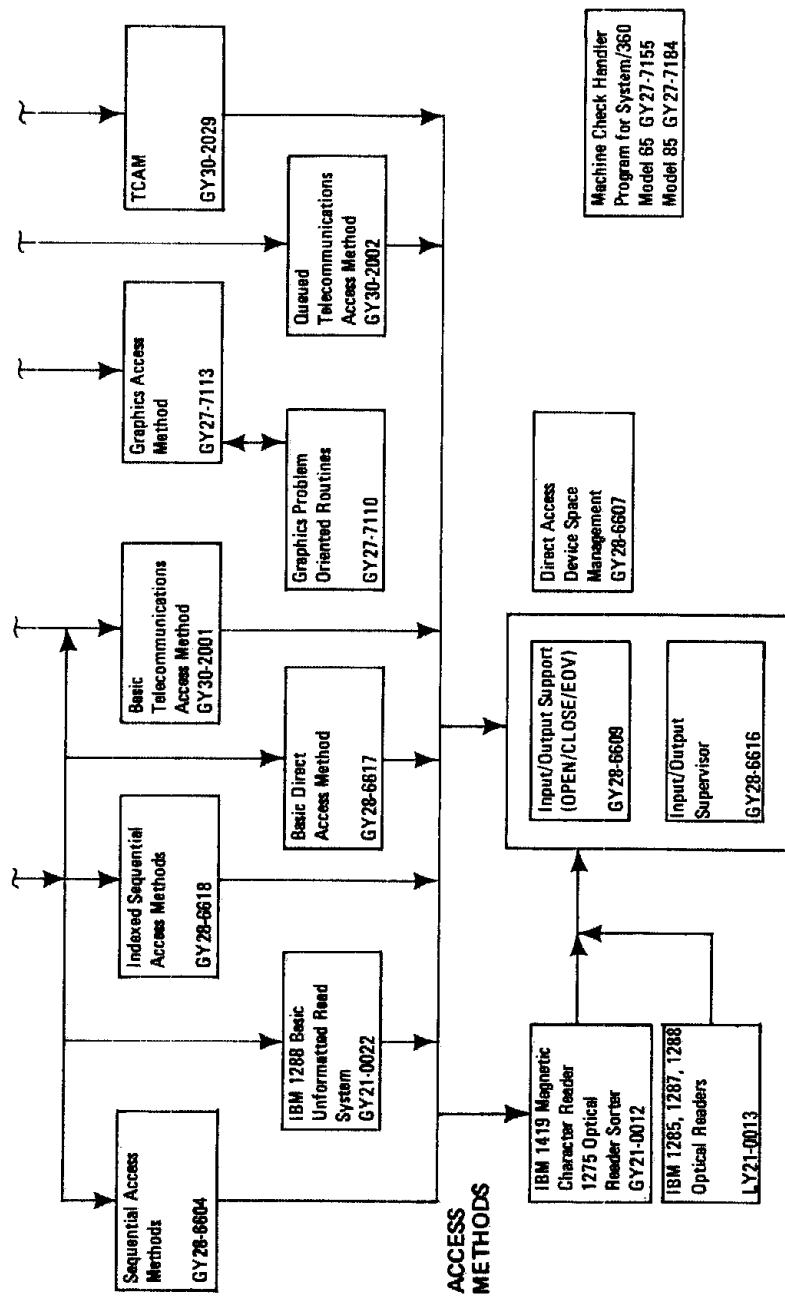 Sequential Access
Methods
GY28-6604
IBM 1288 Basic
Unformatted Read
System
GY21-0022
Indexed Sequential
Access Methods
GY28-6618
Basic Direct
Access Method
GY28-6617
Basic
Telecommunications
Access Method
GY30-2001
Graphics Problem
Oriented Routines
GY27-7110
Graphics Access
Method
GY27-7113
Queued
Telecommunications
Access Method
GY30-2002
TCAM
GY30-2029
ACCESS
METHODS
IBM 1419 Magnetic
Character Reader
1275 Optical
Reader Sorter
GY21-0012
IBM 1285, 1287, 1288
Optical Readers
LY21-0013
Input/Output Support
(OPEN/CLOSE/EOV)
GY28-6609
Input/Output
Supervisor
GY28-6616
Direct Access
Device Space
Management
GY28-6607
Machine Check Handler
Program for System/360
Model 65 GY27-7155
Model 85 GY27-7184